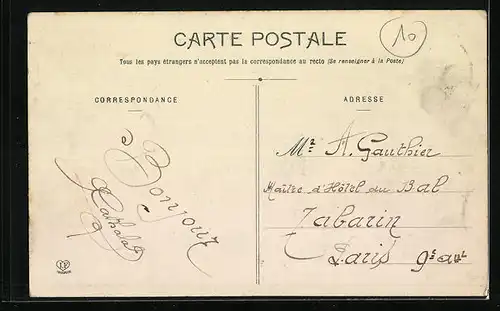 10
CARTE POSTALE
Tous les pays étrangers n'acceptent pas la correspondance au recto (Se renseigner à la Poste)
CORRESPONDANCE
ADRESSE
Bonjour
Mr A. Gauthier
Maître d'Hôtel du Bal
Tabarin
Paris 9e